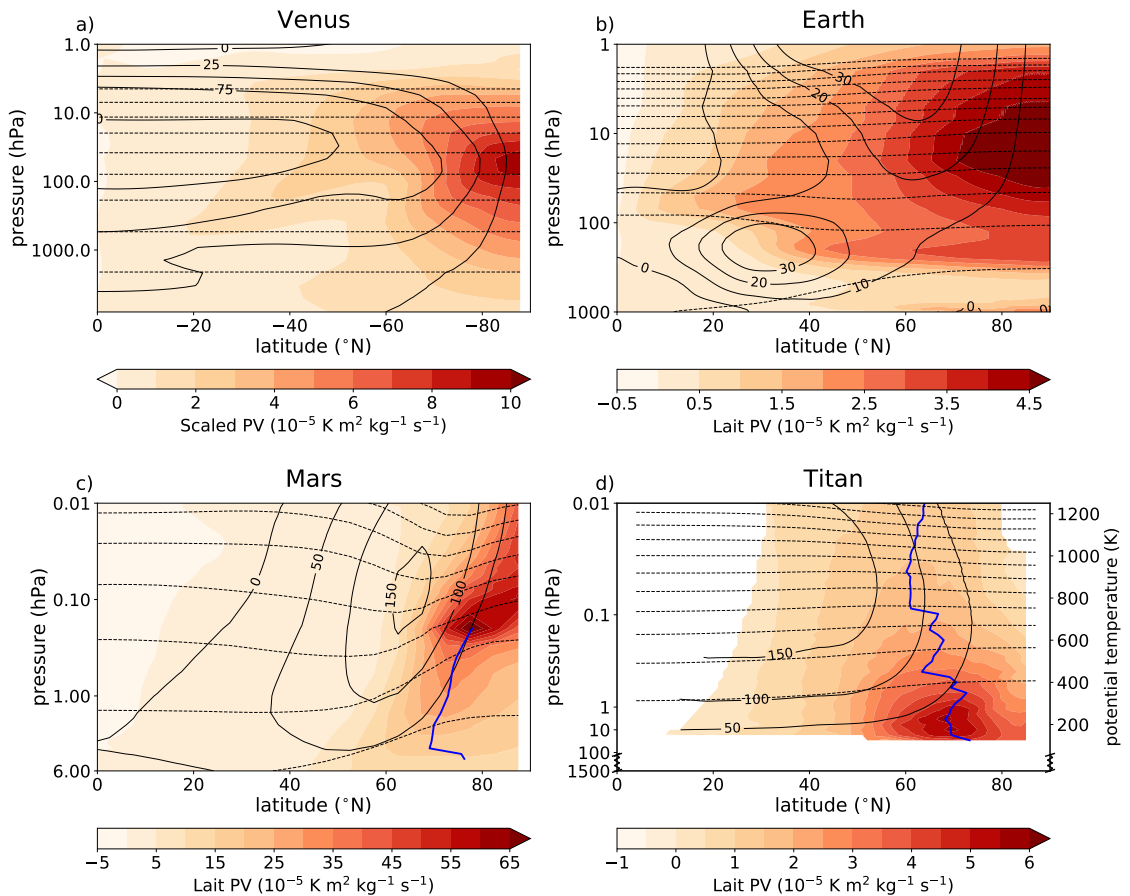 a) Venus
1.0
10.0
100.0
1000.0
pressure (hPa)
0
25
75
0
0 −20 −40 −60 −80
latitude (°N)
0 2 4 6 8 10
Scaled PV (10⁻⁵ K m² kg⁻¹ s⁻¹)
b) Earth
1
10
100
1000
pressure (hPa)
30
20
30
20
10
0
0
0
0 20 40 60 80
latitude (°N)
−0.5 0.5 1.5 2.5 3.5 4.5
Lait PV (10⁻⁵ K m² kg⁻¹ s⁻¹)
c) Mars
0.01
0.10
1.00
6.00
pressure (hPa)
0
50
150
100
0 20 40 60 80
latitude (°N)
−5 5 15 25 35 45 55 65
Lait PV (10⁻⁵ K m² kg⁻¹ s⁻¹)
d) Titan
0.01
0.1
1
10
100
1500
pressure (hPa)
150
100
50
1200
1000
800
600
400
200
potential temperature (K)
0 20 40 60 80
latitude (°N)
−1 0 1 2 3 4 5 6
Lait PV (10⁻⁵ K m² kg⁻¹ s⁻¹)